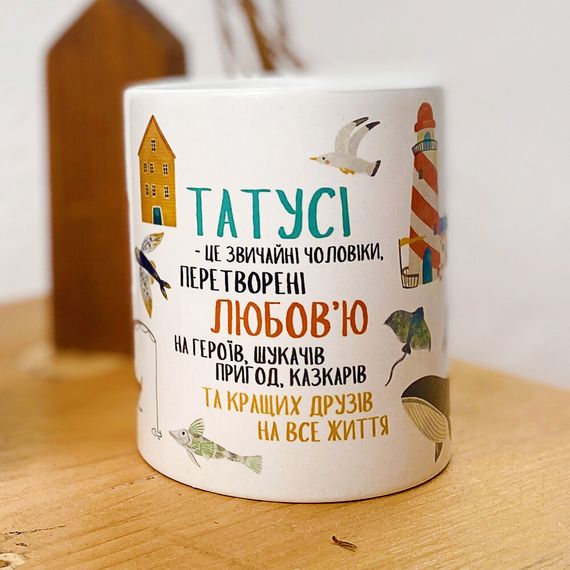 ТАТУСІ
- ЦЕ ЗВИЧАЙНІ ЧОЛОВІКИ,
ПЕРЕТВОРЕНІ
ЛЮБОВ'Ю
НА ГЕРОЇВ, ШУКАЧІВ
ПРИГОД, КАЗКАРІВ
ТА КРАЩИХ ДРУЗІВ
НА ВСЕ ЖИТТЯ